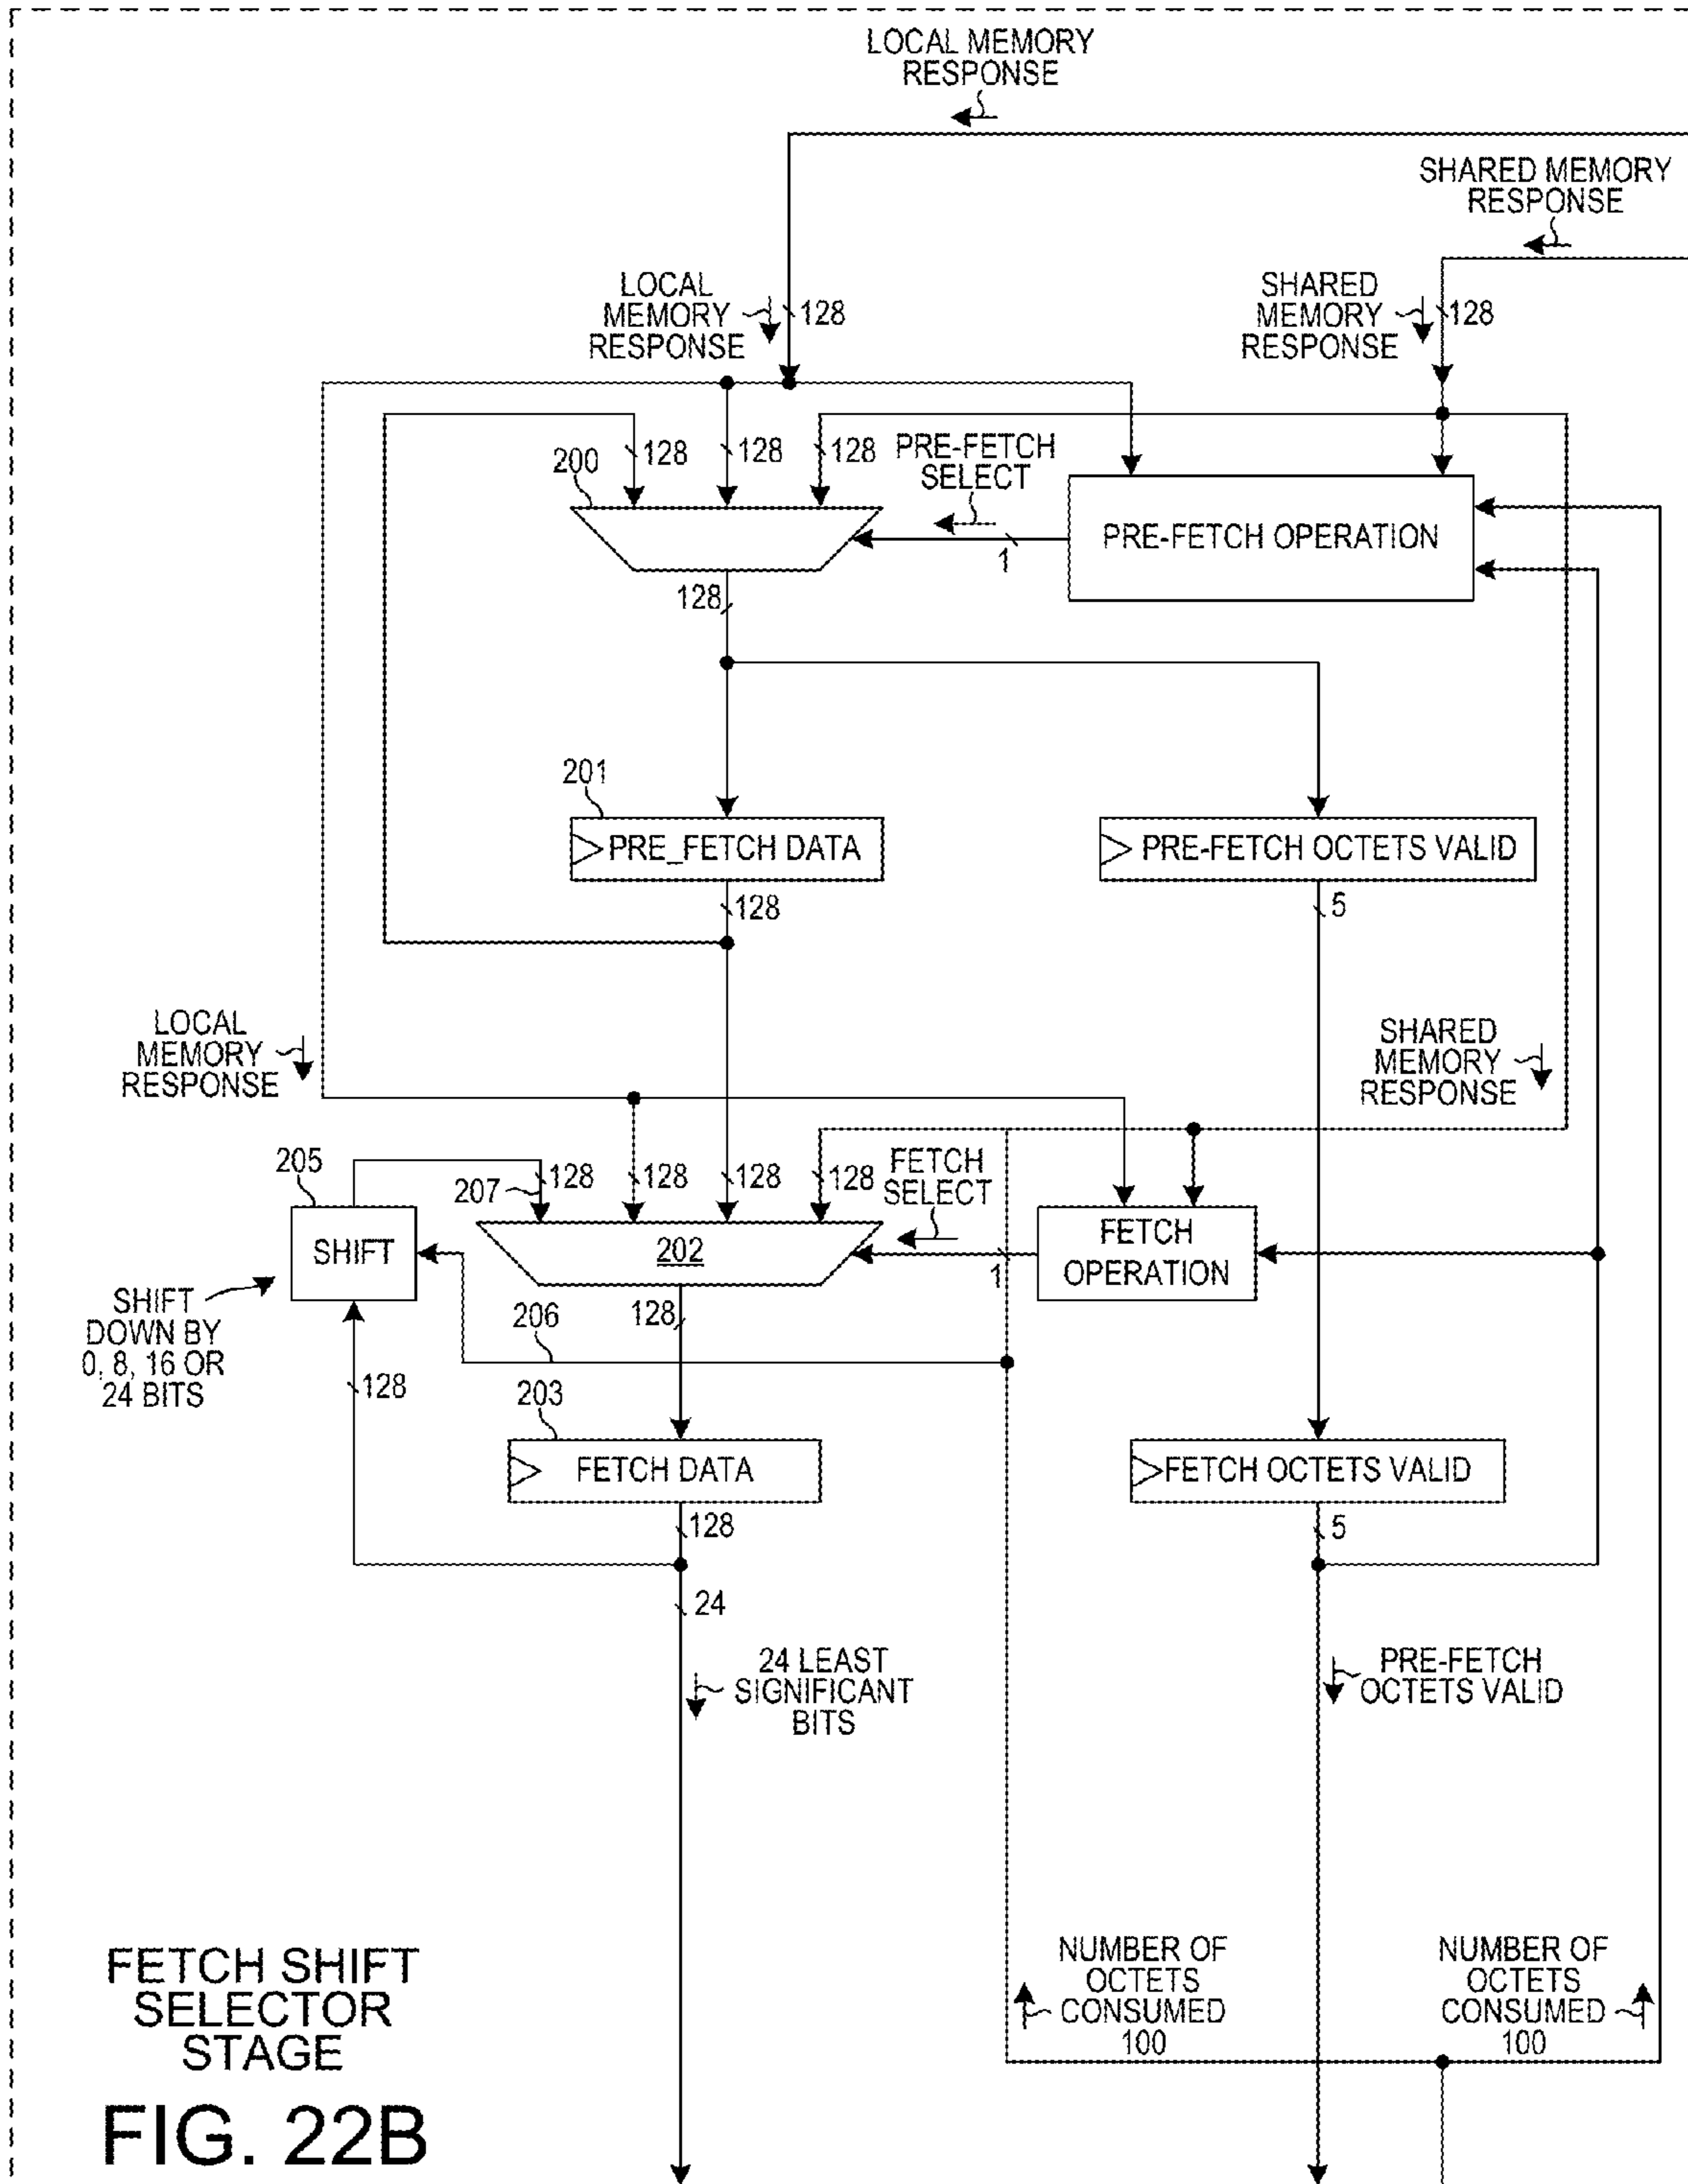 LOCAL MEMORY
RESPONSE
SHARED MEMORY
RESPONSE
LOCAL
MEMORY
RESPONSE
128
SHARED
MEMORY
RESPONSE
128
200
128
128
128
PRE-FETCH
SELECT
1
PRE-FETCH OPERATION
128
201
PRE_FETCH DATA
PRE-FETCH OCTETS VALID
128
5
LOCAL
MEMORY
RESPONSE
SHARED
MEMORY
RESPONSE
205
207
128
128
128
128
FETCH
SELECT
SHIFT
202
1
FETCH
OPERATION
SHIFT
DOWN BY
0, 8, 16 OR
24 BITS
128
206
128
203
FETCH DATA
FETCH OCTETS VALID
128
5
24
24 LEAST
SIGNIFICANT
BITS
PRE-FETCH
OCTETS VALID
NUMBER OF
OCTETS
CONSUMED
100
NUMBER OF
OCTETS
CONSUMED
100
FETCH SHIFT
SELECTOR
STAGE
FIG. 22B